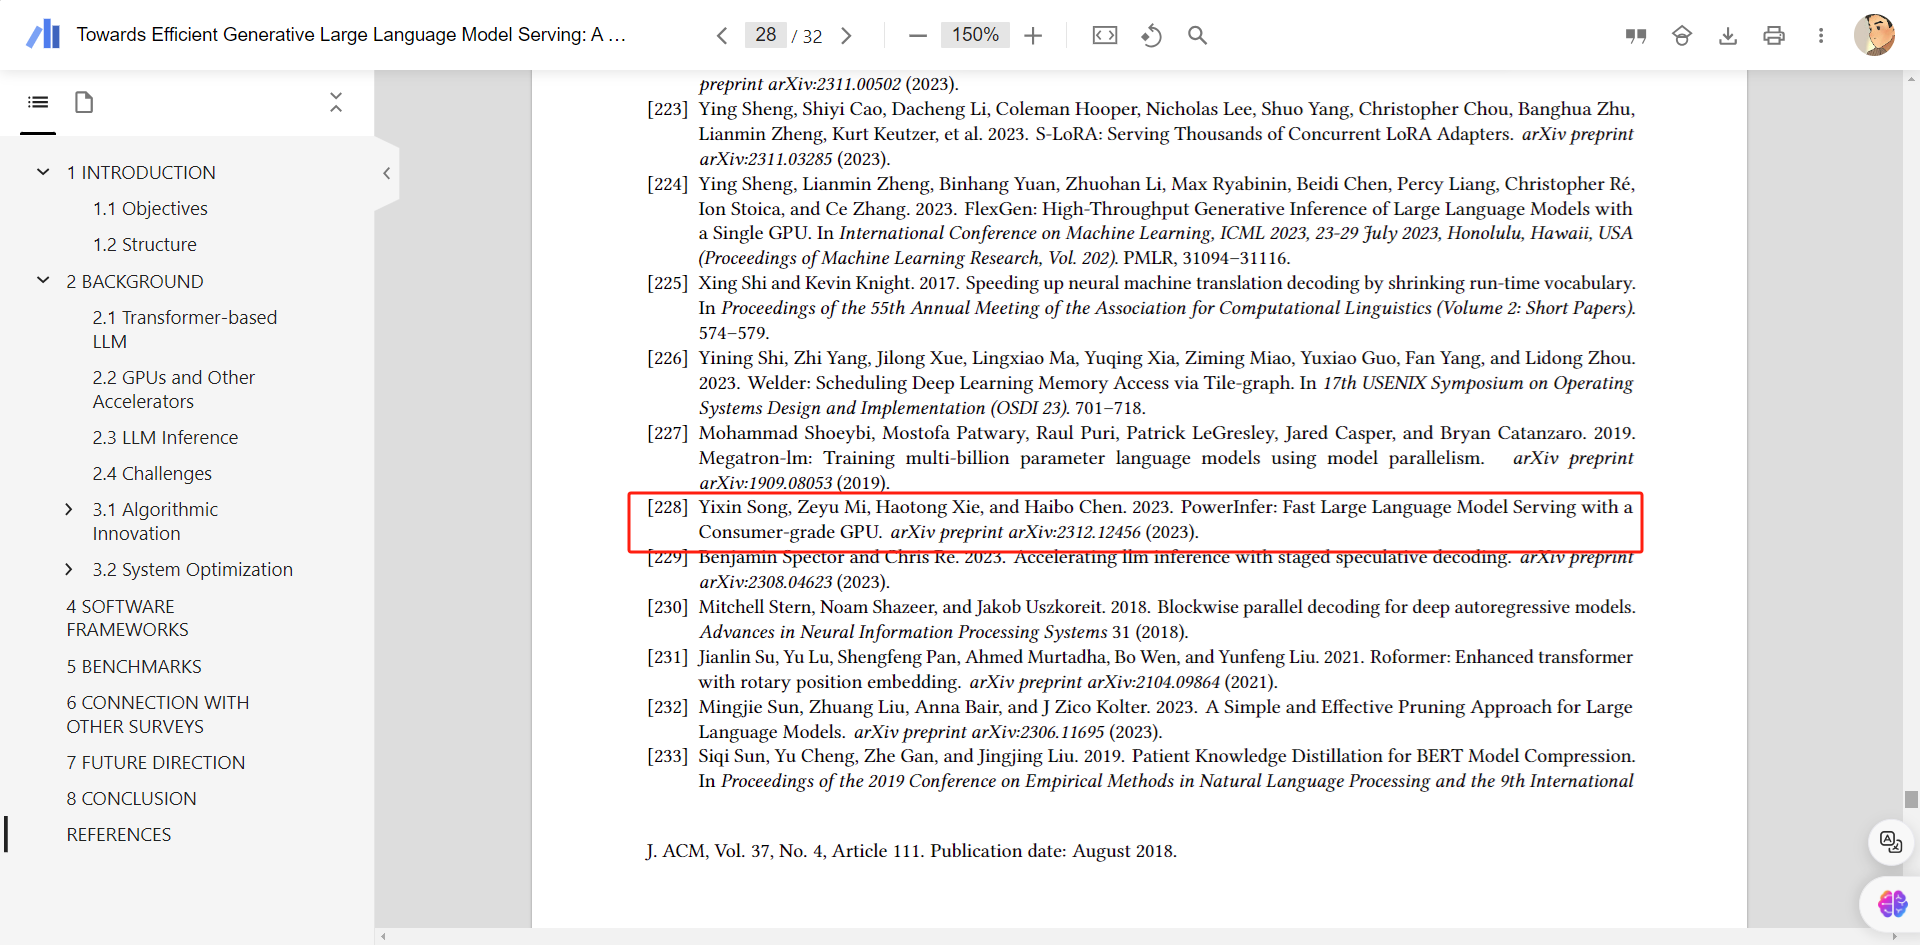 Towards Efficient Generative Large Language Model Serving: A ...
28 / 32
150%
1 INTRODUCTION
1.1 Objectives
1.2 Structure
2 BACKGROUND
2.1 Transformer-based
LLM
2.2 GPUs and Other
Accelerators
2.3 LLM Inference
2.4 Challenges
3.1 Algorithmic
Innovation
3.2 System Optimization
4 SOFTWARE
FRAMEWORKS
5 BENCHMARKS
6 CONNECTION WITH
OTHER SURVEYS
7 FUTURE DIRECTION
8 CONCLUSION
REFERENCES
preprint arXiv:2311.00502 (2023).
[223] Ying Sheng, Shiyi Cao, Dacheng Li, Coleman Hooper, Nicholas Lee, Shuo Yang, Christopher Chou, Banghua Zhu,
Lianmin Zheng, Kurt Keutzer, et al. 2023. S-LoRA: Serving Thousands of Concurrent LoRA Adapters. arXiv preprint
arXiv:2311.03285 (2023).
[224] Ying Sheng, Lianmin Zheng, Binhang Yuan, Zhuohan Li, Max Ryabinin, Beidi Chen, Percy Liang, Christopher Ré,
Ion Stoica, and Ce Zhang. 2023. FlexGen: High-Throughput Generative Inference of Large Language Models with
a Single GPU. In International Conference on Machine Learning, ICML 2023, 23-29 July 2023, Honolulu, Hawaii, USA
(Proceedings of Machine Learning Research, Vol. 202). PMLR, 31094–31116.
[225] Xing Shi and Kevin Knight. 2017. Speeding up neural machine translation decoding by shrinking run-time vocabulary.
In Proceedings of the 55th Annual Meeting of the Association for Computational Linguistics (Volume 2: Short Papers).
574–579.
[226] Yining Shi, Zhi Yang, Jilong Xue, Lingxiao Ma, Yuqing Xia, Ziming Miao, Yuxiao Guo, Fan Yang, and Lidong Zhou.
2023. Welder: Scheduling Deep Learning Memory Access via Tile-graph. In 17th USENIX Symposium on Operating
Systems Design and Implementation (OSDI 23). 701–718.
[227] Mohammad Shoeybi, Mostofa Patwary, Raul Puri, Patrick LeGresley, Jared Casper, and Bryan Catanzaro. 2019.
Megatron-lm: Training multi-billion parameter language models using model parallelism. arXiv preprint
arXiv:1909.08053 (2019).
[228] Yixin Song, Zeyu Mi, Haotong Xie, and Haibo Chen. 2023. PowerInfer: Fast Large Language Model Serving with a
Consumer-grade GPU. arXiv preprint arXiv:2312.12456 (2023).
[229] Benjamin Spector and Chris Re. 2023. Accelerating llm inference with staged speculative decoding. arXiv preprint
arXiv:2308.04623 (2023).
[230] Mitchell Stern, Noam Shazeer, and Jakob Uszkoreit. 2018. Blockwise parallel decoding for deep autoregressive models.
Advances in Neural Information Processing Systems 31 (2018).
[231] Jianlin Su, Yu Lu, Shengfeng Pan, Ahmed Murtadha, Bo Wen, and Yunfeng Liu. 2021. Roformer: Enhanced transformer
with rotary position embedding. arXiv preprint arXiv:2104.09864 (2021).
[232] Mingjie Sun, Zhuang Liu, Anna Bair, and J Zico Kolter. 2023. A Simple and Effective Pruning Approach for Large
Language Models. arXiv preprint arXiv:2306.11695 (2023).
[233] Siqi Sun, Yu Cheng, Zhe Gan, and Jingjing Liu. 2019. Patient Knowledge Distillation for BERT Model Compression.
In Proceedings of the 2019 Conference on Empirical Methods in Natural Language Processing and the 9th International
J. ACM, Vol. 37, No. 4, Article 111. Publication date: August 2018.